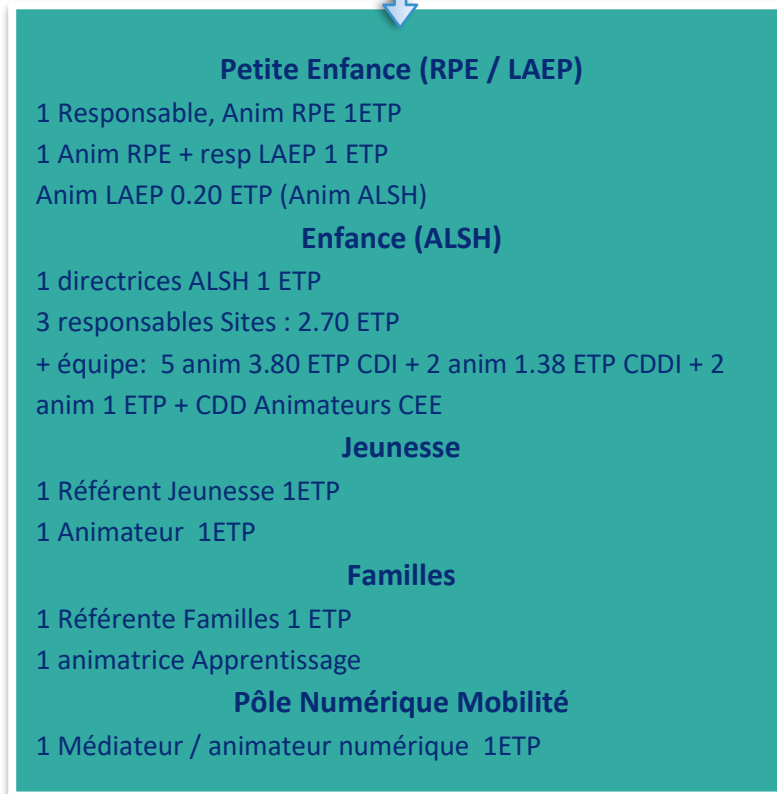 Petite Enfance (RPE / LAEP)
1 Responsable, Anim RPE 1ETP
1 Anim RPE + resp LAEP 1 ETP
Anim LAEP 0.20 ETP (Anim ALSH)
Enfance (ALSH)
1 directrices ALSH 1 ETP
3 responsables Sites : 2.70 ETP
+ équipe: 5 anim 3.80 ETP CDI + 2 anim 1.38 ETP CDDI + 2
anim 1 ETP + CDD Animateurs CEE
Jeunesse
1 Référent Jeunesse 1ETP
1 Animateur 1ETP
Familles
1 Référente Familles 1 ETP
1 animatrice Apprentissage
Pôle Numérique Mobilité
1 Médiateur / animateur numérique 1ETP